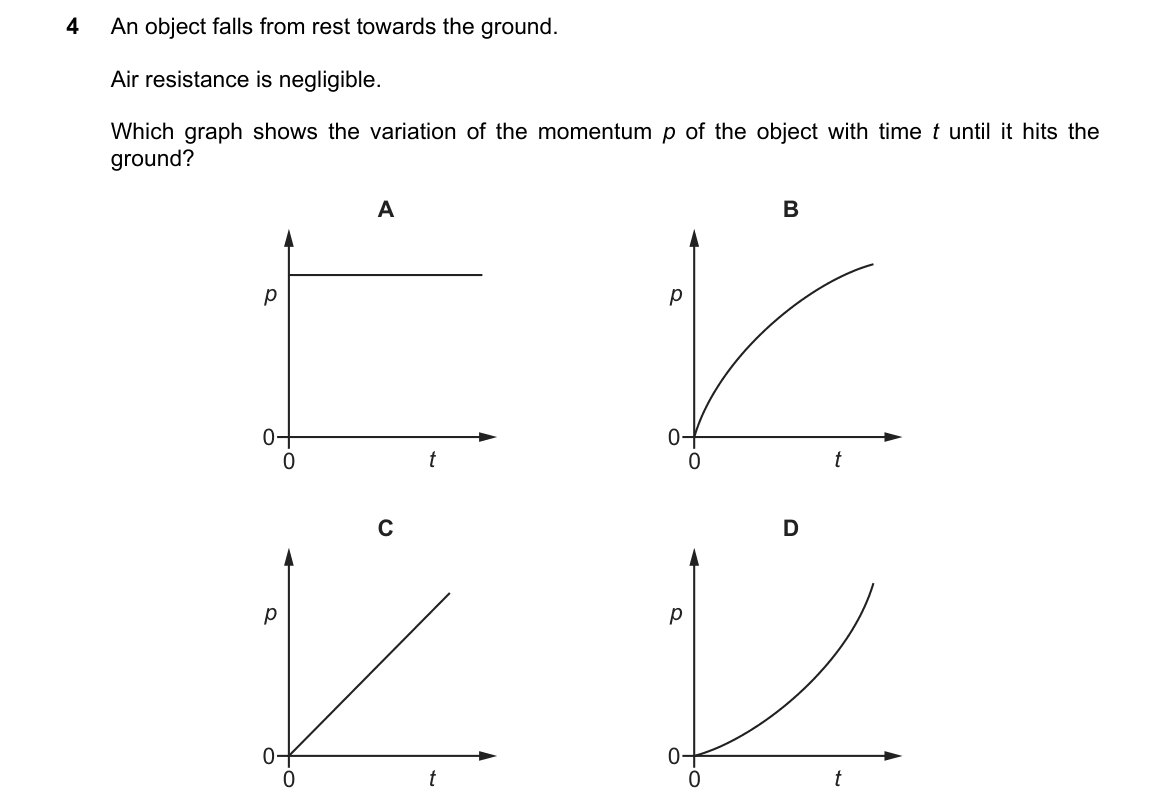 4 An object falls from rest towards the ground.
Air resistance is negligible.
Which graph shows the variation of the momentum p of the object with time t until it hits the
ground?
A
B
p
0
0
t
p
0
0
t
C
D
p
0
0
t
p
0
0
t